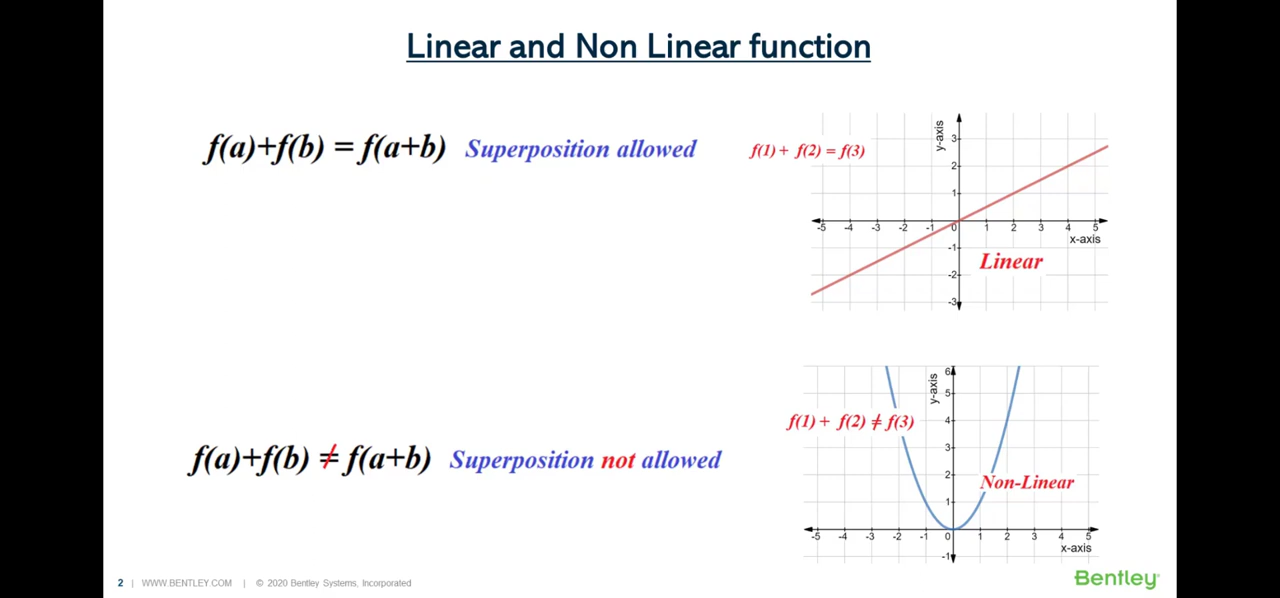 Linear and Non Linear function
f(a)+f(b) = f(a+b) Superposition allowed
f(1) + f(2) = f(3)
y-axis
3
2
1
-5 -4 -3 -2 -1 0 1 2 3 4 5
x-axis
-1
Linear
-2
-3
f(a)+f(b) ≠ f(a+b) Superposition not allowed
f(1) + f(2) ≠ f(3)
y-axis
6
5
4
3
2
Non-Linear
1
-5 -4 -3 -2 -1 0 1 2 3 4 5
x-axis
-1
2 | WWW.BENTLEY.COM | © 2020 Bentley Systems, Incorporated
Bentley®